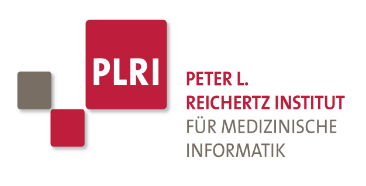 PLRI
PETER L.
REICHERTZ INSTITUT
FÜR MEDIZINISCHE
INFORMATIK